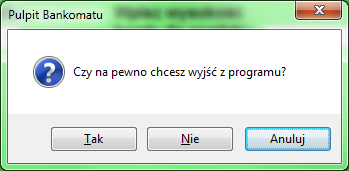 Pulpit Bankomatu
Czy na pewno chcesz wyjść z programu?
Tak
Nie
Anuluj